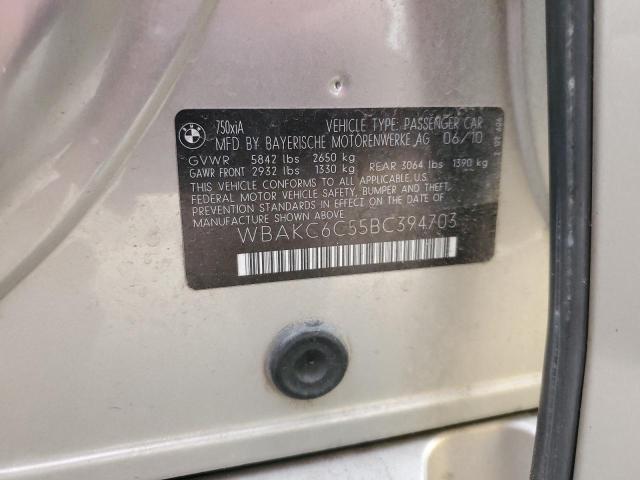 BMW
750xiA VEHICLE TYPE: PASSENGER CAR
MFD BY BAYERISCHE MOTORENWERKE AG 06/10
GVWR 5842 lbs 2650 kg
GAWR FRONT 2932 lbs 1330 kg REAR 3064 lbs 1390 kg
THIS VEHICLE CONFORMS TO ALL APPLICABLE U.S.
FEDERAL MOTOR VEHICLE SAFETY, BUMPER AND THEFT
PREVENTION STANDARDS IN EFFECT ON THE DATE OF
MANUFACTURE SHOWN ABOVE.
WBAKC6C55BC394703